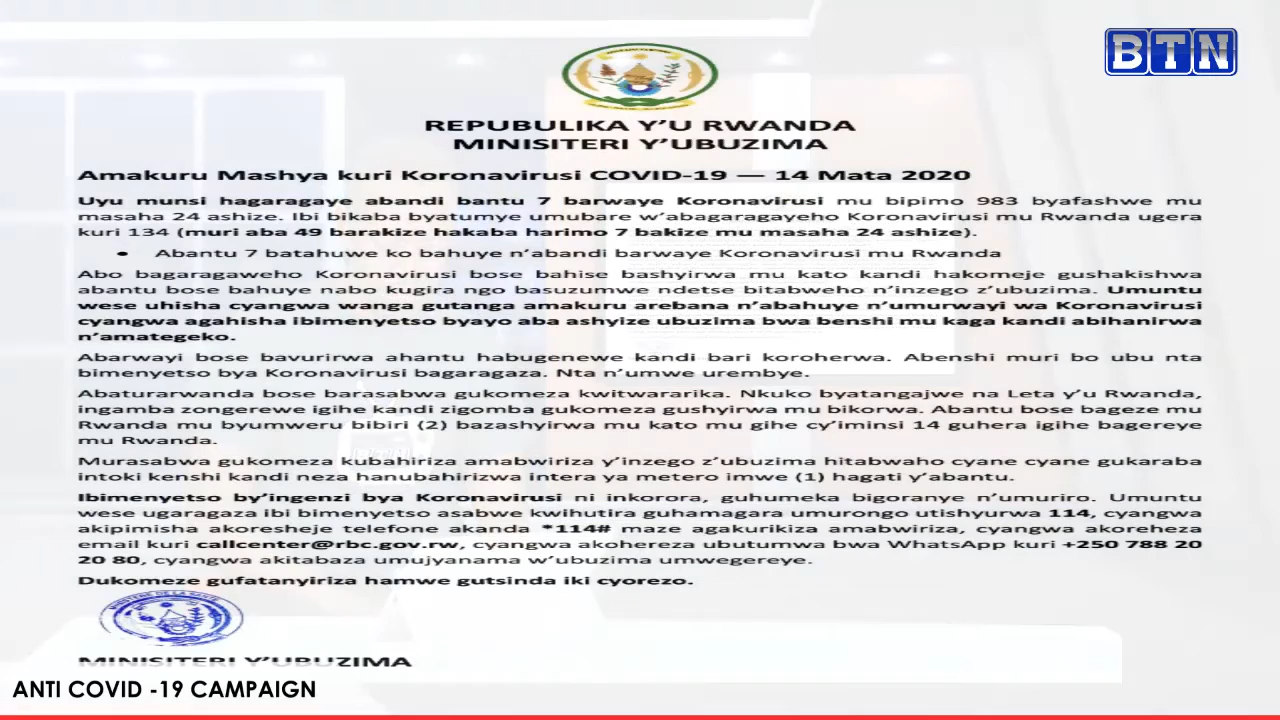 BTN
REPUBULIKA Y'U RWANDA
MINISITERI Y'UBUZIMA
Amakuru Mashya kuri Koronavirusi COVID-19 — 14 Mata 2020
Uyu munsi hagaragaye abandi bantu 7 barwaye Koronavirusi mu bipimo 983 byafashwe mu
masaha 24 ashize. Ibi bikaba byatumye umubare w'abagaragayeho Koronavirusi mu Rwanda ugera
kuri 134 (muri aba 49 barakize hakaba harimo 7 bakize mu masaha 24 ashize).
• Abantu 7 batahuwe ko bahuye n'abandi barwaye Koronavirusi mu Rwanda
Abo bagaragaweho Koronavirusi bose bahise bashyirwa mu kato kandi hakomeje gushakishwa
abantu bose bahuye nabo kugira ngo basuzumwe ndetse bitabweho n'inzego z'ubuzima. Umuntu
wese uhisha cyangwa wanga gutanga amakuru arebana n'abahuye n'umurwayi wa Koronavirusi
cyangwa agahisha ibimenyetso byayo aba ashyize ubuzima bwa benshi mu kaga kandi abihanirwa
n'amategeko.
Abarwayi bose bavurirwa ahantu habugenewe kandi bari koroherwa. Abenshi muri bo ubu nta
bimenyetso bya Koronavirusi bagaragaza. Nta n'umwe urembye.
Abaturarwanda bose barasabwa gukomeza kwitwararika. Nkuko byatangajwe na Leta y'u Rwanda,
ingamba zongerewe igihe kandi zigomba gukomeza gushyirwa mu bikorwa. Abantu bose bageze mu
Rwanda mu byumweru bibiri (2) bazashyirwa mu kato mu gihe cy'iminsi 14 guhera igihe bagereye
mu Rwanda.
Murasabwa gukomeza kubahiriza amabwiriza y'inzego z'ubuzima hitabwaho cyane cyane gukaraba
intoki kenshi kandi neza hanubahirizwa intera ya metero imwe (1) hagati y'abantu.
Ibimenyetso by'ingenzi bya Koronavirusi ni inkorora, guhumeka bigoranye n'umuriro. Umuntu
wese ugaragaza ibi bimenyetso asabwe kwihutira guhamagara umurongo utishyurwa 114, cyangwa
akipimisha akoresheje telefone akanda *114# maze agakurikiza amabwiriza, cyangwa akoreheza
email kuri callcenter@rbc.gov.rw, cyangwa akohereza ubutumwa bwa WhatsApp kuri +250 788 20
20 80, cyangwa akitabaza umujyanama w'ubuzima umwegereye.
Dukomeze gufatanyiriza hamwe gutsinda iki cyorezo.
MINISTERE DE LA SANTE
MINISITERI Y'UBUZIMA
ANTI COVID -19 CAMPAIGN